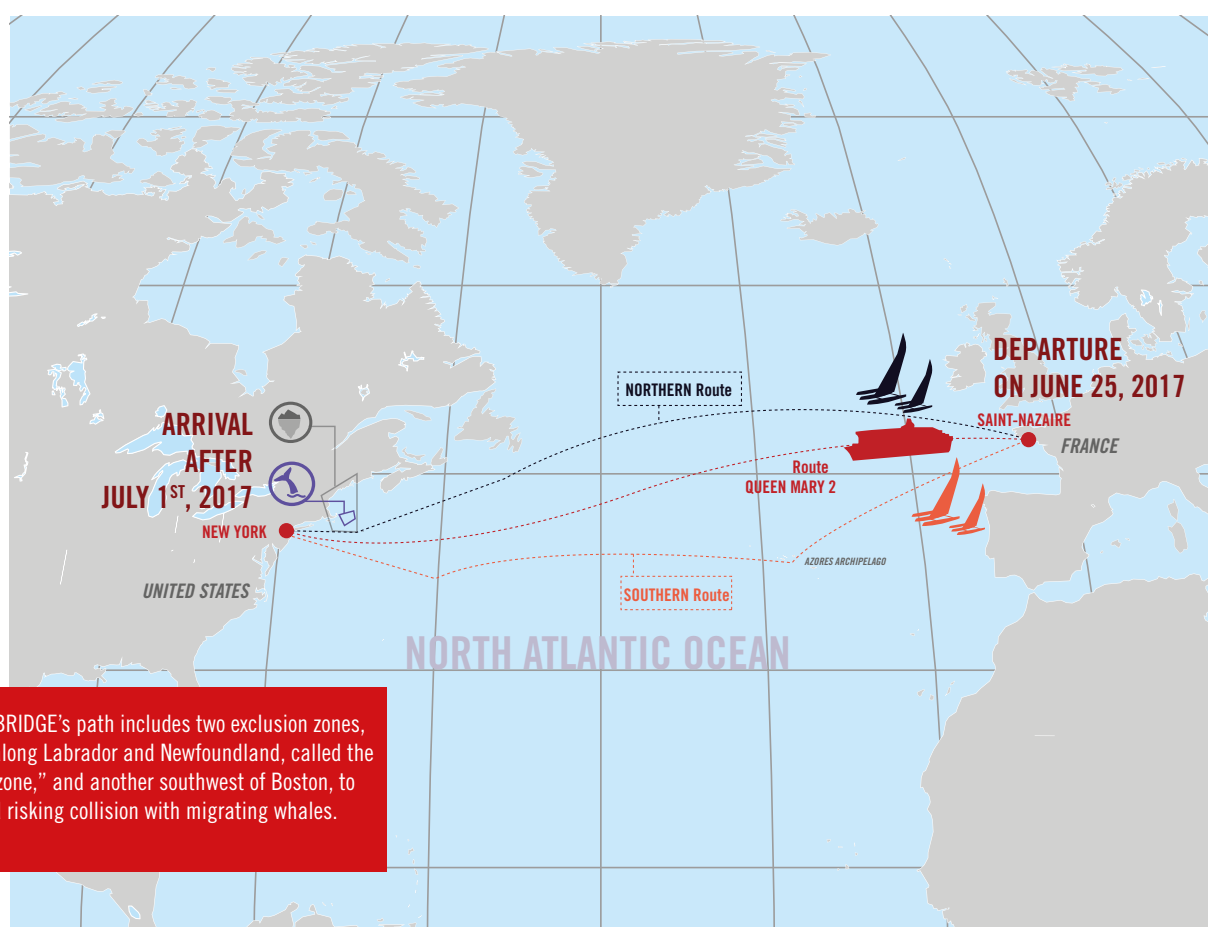 DEPARTURE
ON JUNE 25, 2017
SAINT-NAZAIRE
FRANCE
NORTHERN Route
ARRIVAL
AFTER
JULY 1ST, 2017
NEW YORK
UNITED STATES
Route
QUEEN MARY 2
AZORES ARCHIPELAGO
SOUTHERN Route
NORTH ATLANTIC OCEAN
BRIDGE’s path includes two exclusion zones,
along Labrador and Newfoundland, called the
zone,” and another southwest of Boston, to
risking collision with migrating whales.